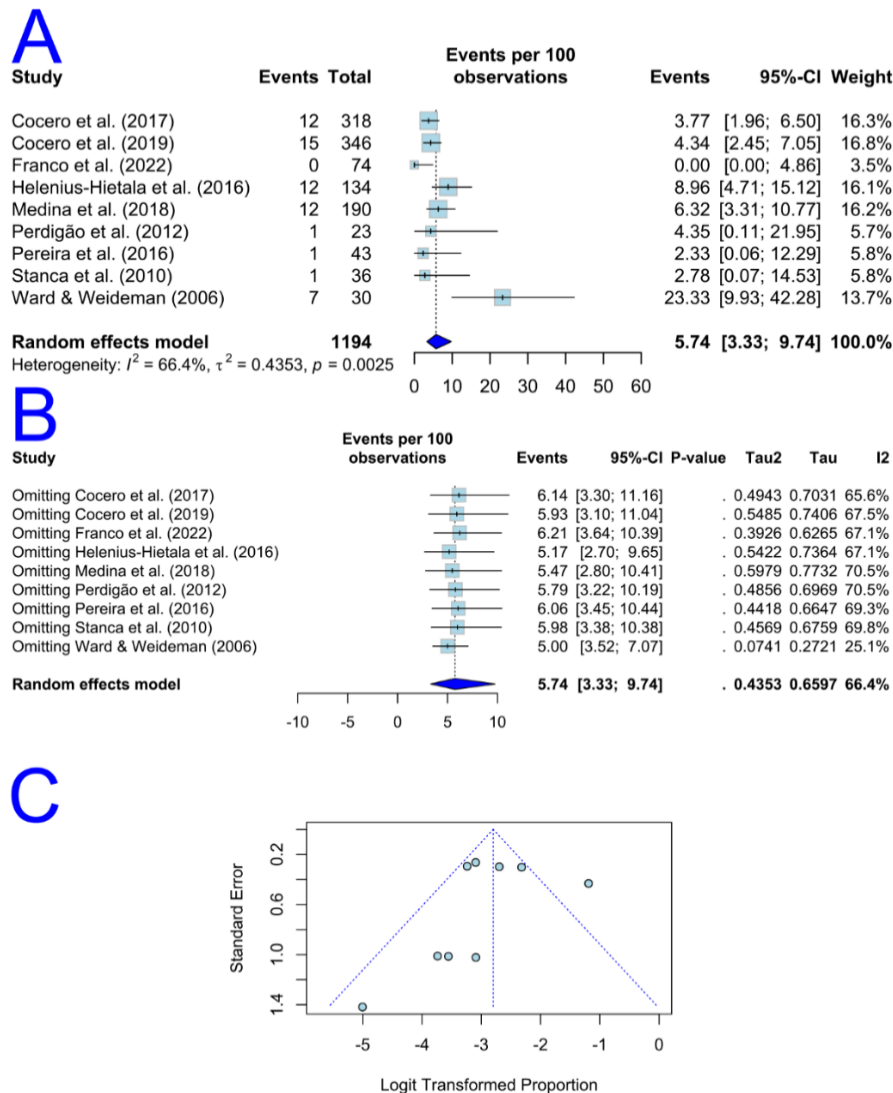 A
Events per 100
Study Events Total observations Events 95%-CI Weight
Cocero et al. (2017) 12 318 3.77 [1.96; 6.50] 16.3%
Cocero et al. (2019) 15 346 4.34 [2.45; 7.05] 16.8%
Franco et al. (2022) 0 74 0.00 [0.00; 4.86] 3.5%
Helenius-Hietala et al. (2016) 12 134 8.96 [4.71; 15.12] 16.1%
Medina et al. (2018) 12 190 6.32 [3.31; 10.77] 16.2%
Perdigão et al. (2012) 1 23 4.35 [0.11; 21.95] 5.7%
Pereira et al. (2016) 1 43 2.33 [0.06; 12.29] 5.8%
Stanca et al. (2010) 1 36 2.78 [0.07; 14.53] 5.8%
Ward & Weideman (2006) 7 30 23.33 [9.93; 42.28] 13.7%
Random effects model 1194 5.74 [3.33; 9.74] 100.0%
Heterogeneity: I² = 66.4%, τ² = 0.4353, p = 0.0025
0 10 20 30 40 50 60
B
Events per 100
Study observations Events 95%-CI P-value Tau2 Tau I2
Omitting Cocero et al. (2017) 6.14 [3.30; 11.16] . 0.4943 0.7031 65.6%
Omitting Cocero et al. (2019) 5.93 [3.10; 11.04] . 0.5485 0.7406 67.5%
Omitting Franco et al. (2022) 6.21 [3.64; 10.39] . 0.3926 0.6265 67.1%
Omitting Helenius-Hietala et al. (2016) 5.17 [2.70; 9.65] . 0.5422 0.7364 67.1%
Omitting Medina et al. (2018) 5.47 [2.80; 10.41] . 0.5979 0.7732 70.5%
Omitting Perdigão et al. (2012) 5.79 [3.22; 10.19] . 0.4856 0.6969 70.5%
Omitting Pereira et al. (2016) 6.06 [3.45; 10.44] . 0.4418 0.6647 69.3%
Omitting Stanca et al. (2010) 5.98 [3.38; 10.38] . 0.4569 0.6759 69.8%
Omitting Ward & Weideman (2006) 5.00 [3.52; 7.07] . 0.0741 0.2721 25.1%
Random effects model 5.74 [3.33; 9.74] . 0.4353 0.6597 66.4%
-10 -5 0 5 10
C
Standard Error
0.2
0.6
1.0
1.4
-5 -4 -3 -2 -1 0
Logit Transformed Proportion